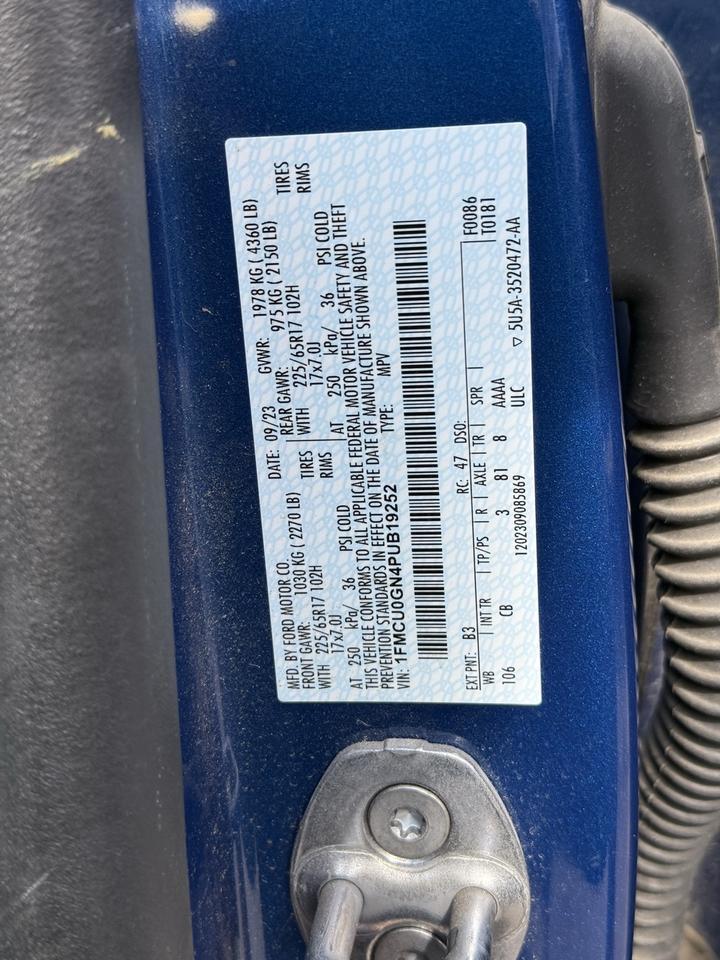 MFD. BY FORD MOTOR CO. DATE: 09/23 GVWR: 1978 KG ( 4360 LB)
FRONT GAWR: 1030 KG ( 2270 LB) REAR GAWR: 975 KG ( 2150 LB)
WITH 225/65R17 102H TIRES WITH 225/65R17 102H TIRES
17x7.0J RIMS 17x7.0J RIMS
AT 250 kPa/ 36 PSI COLD AT 250 kPa/ 36 PSI COLD
THIS VEHICLE CONFORMS TO ALL APPLICABLE FEDERAL MOTOR VEHICLE SAFETY AND THEFT
PREVENTION STANDARDS IN EFFECT ON THE DATE OF MANUFACTURE SHOWN ABOVE.
VIN: 1FMCU0GN4PUB19252 TYPE: MPV
EXT PNT: B3 RC: 47 DSO: F0086
WB INT TR TP/PS R AXLE TR SPR T0181
106 CB 3 81 8 AAAA
1202309085869 ULC ▽ 5U5A-3520472-AA